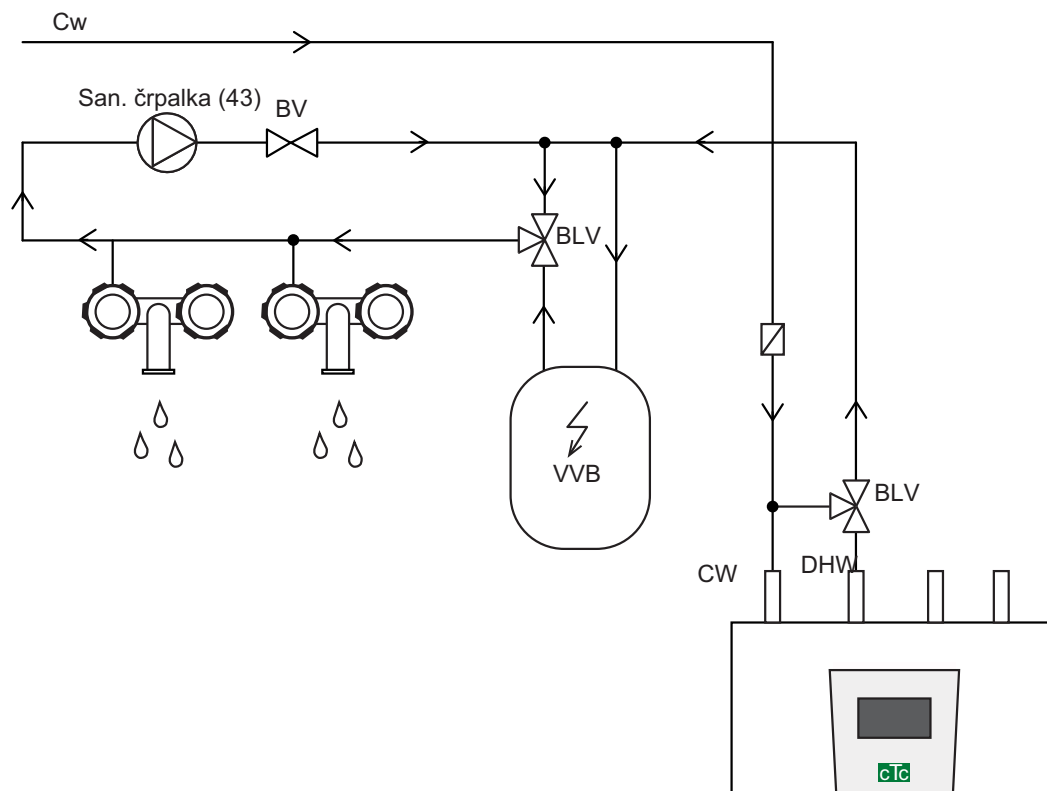 Cw
San. črpalka (43)
BV
BLV
VVB
BLV
CW
DHW
cTc